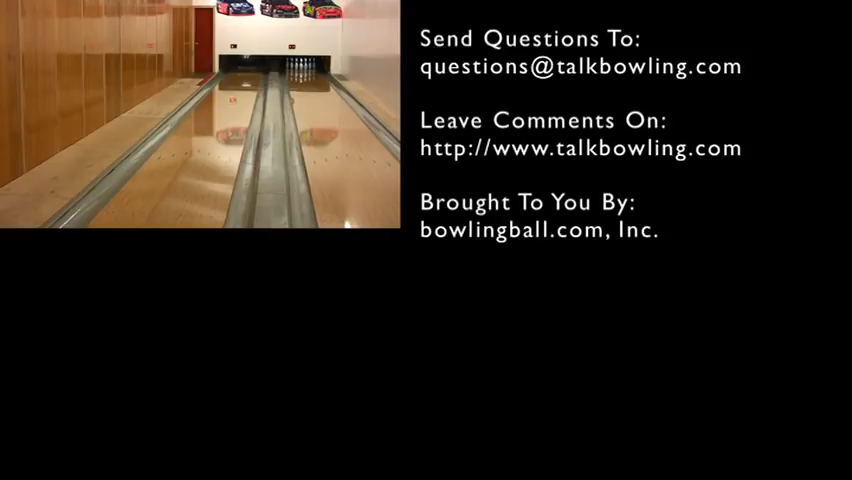 Send Questions To:
questions@talkbowling.com
Leave Comments On:
http://www.talkbowling.com
Brought To You By:
bowlingball.com, Inc.